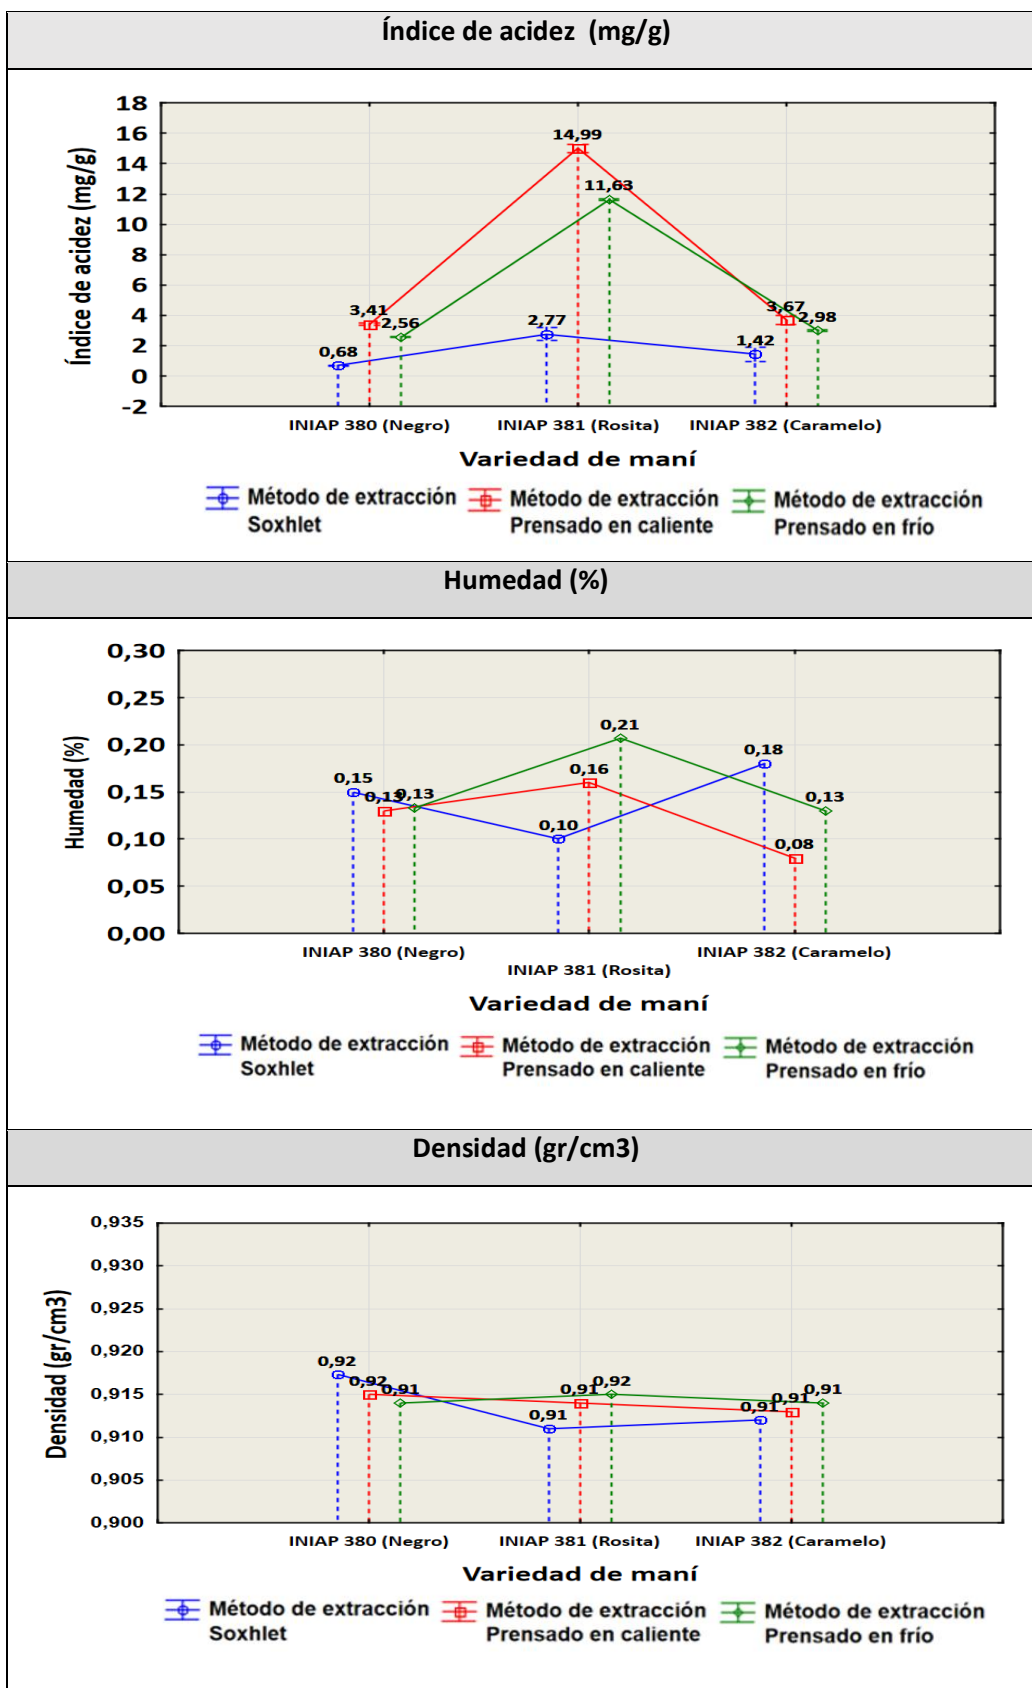 Índice de acidez (mg/g)
Índice de acidez (mg/g)
18
16
14
12
10
8
6
4
2
0
-2
0,68
3,41
2,56
2,77
14,99
11,63
1,42
3,67
2,98
INIAP 380 (Negro) INIAP 381 (Rosita) INIAP 382 (Caramelo)
Variedad de maní
Método de extracción Soxhlet
Método de extracción Prensado en caliente
Método de extracción Prensado en frío
Humedad (%)
Humedad (%)
0,30
0,25
0,20
0,15
0,10
0,05
0,00
0,15
0,13
0,13
0,10
0,16
0,21
0,18
0,08
0,13
INIAP 380 (Negro) INIAP 381 (Rosita) INIAP 382 (Caramelo)
Variedad de maní
Método de extracción Soxhlet
Método de extracción Prensado en caliente
Método de extracción Prensado en frío
Densidad (gr/cm3)
Densidad (gr/cm3)
0,935
0,930
0,925
0,920
0,915
0,910
0,905
0,900
0,92
0,92
0,91
0,91
0,91
0,92
0,91
0,91
0,91
INIAP 380 (Negro) INIAP 381 (Rosita) INIAP 382 (Caramelo)
Variedad de maní
Método de extracción Soxhlet
Método de extracción Prensado en caliente
Método de extracción Prensado en frío